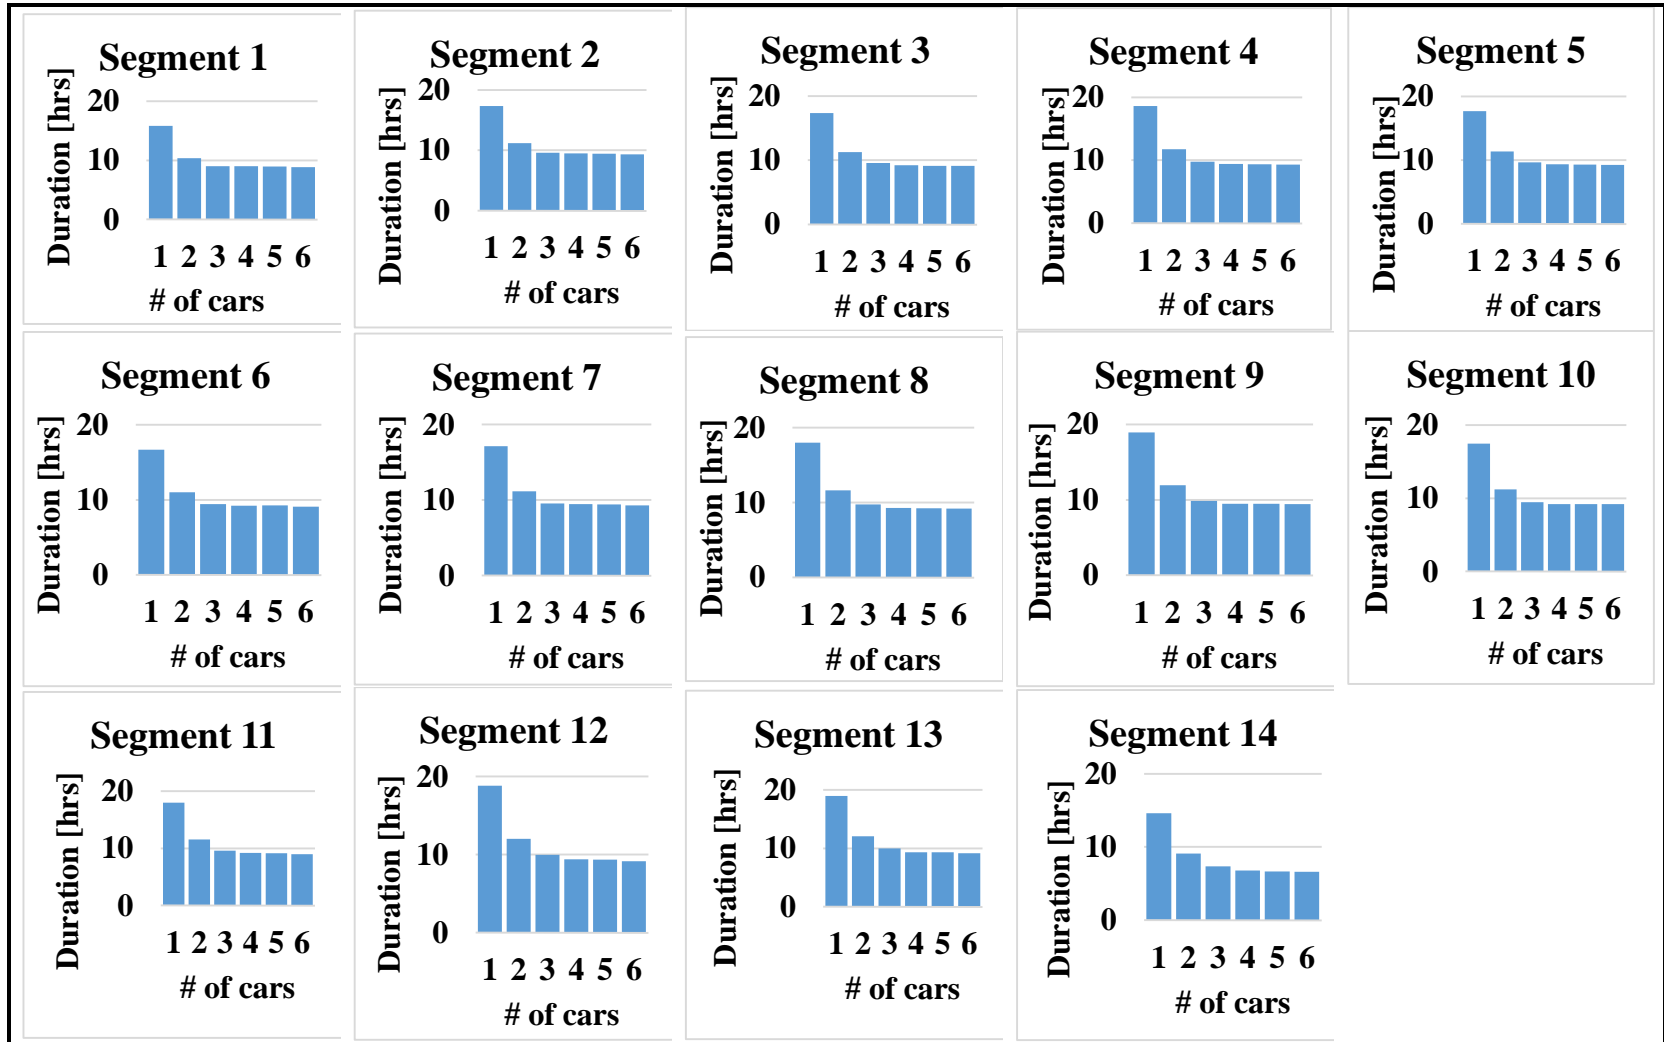 Segment 1
Duration [hrs]
20
10
0
1 2 3 4 5 6
# of cars
Segment 2
Duration [hrs]
20
10
0
1 2 3 4 5 6
# of cars
Segment 3
Duration [hrs]
20
10
0
1 2 3 4 5 6
# of cars
Segment 4
Duration [hrs]
20
10
0
1 2 3 4 5 6
# of cars
Segment 5
Duration [hrs]
20
10
0
1 2 3 4 5 6
# of cars
Segment 6
Duration [hrs]
20
10
0
1 2 3 4 5 6
# of cars
Segment 7
Duration [hrs]
20
10
0
1 2 3 4 5 6
# of cars
Segment 8
Duration [hrs]
20
10
0
1 2 3 4 5 6
# of cars
Segment 9
Duration [hrs]
20
10
0
1 2 3 4 5 6
# of cars
Segment 10
Duration [hrs]
20
10
0
1 2 3 4 5 6
# of cars
Segment 11
Duration [hrs]
20
10
0
1 2 3 4 5 6
# of cars
Segment 12
Duration [hrs]
20
10
0
1 2 3 4 5 6
# of cars
Segment 13
Duration [hrs]
20
10
0
1 2 3 4 5 6
# of cars
Segment 14
Duration [hrs]
20
10
0
1 2 3 4 5 6
# of cars